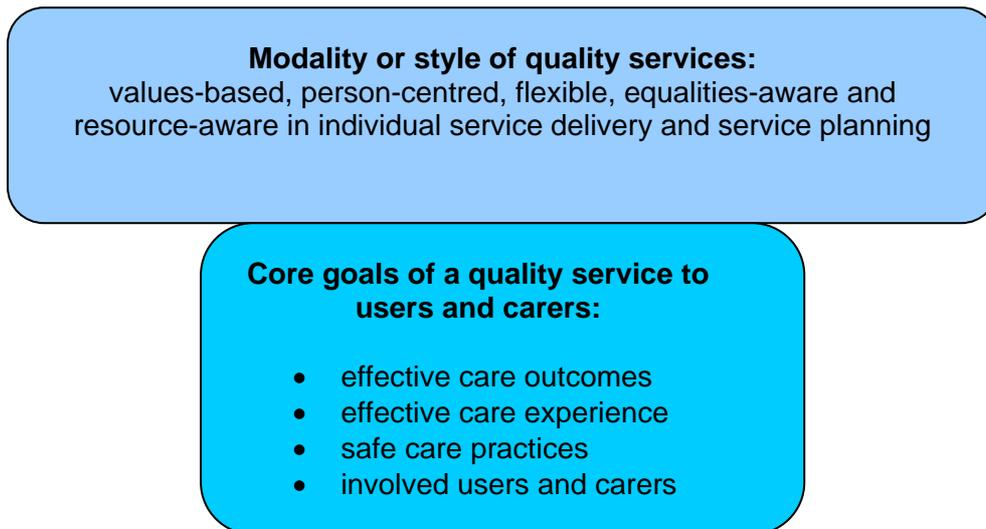 Modality or style of quality services:
values-based, person-centred, flexible, equalities-aware and
resource-aware in individual service delivery and service planning
Core goals of a quality service to
users and carers:
• effective care outcomes
• effective care experience
• safe care practices
• involved users and carers